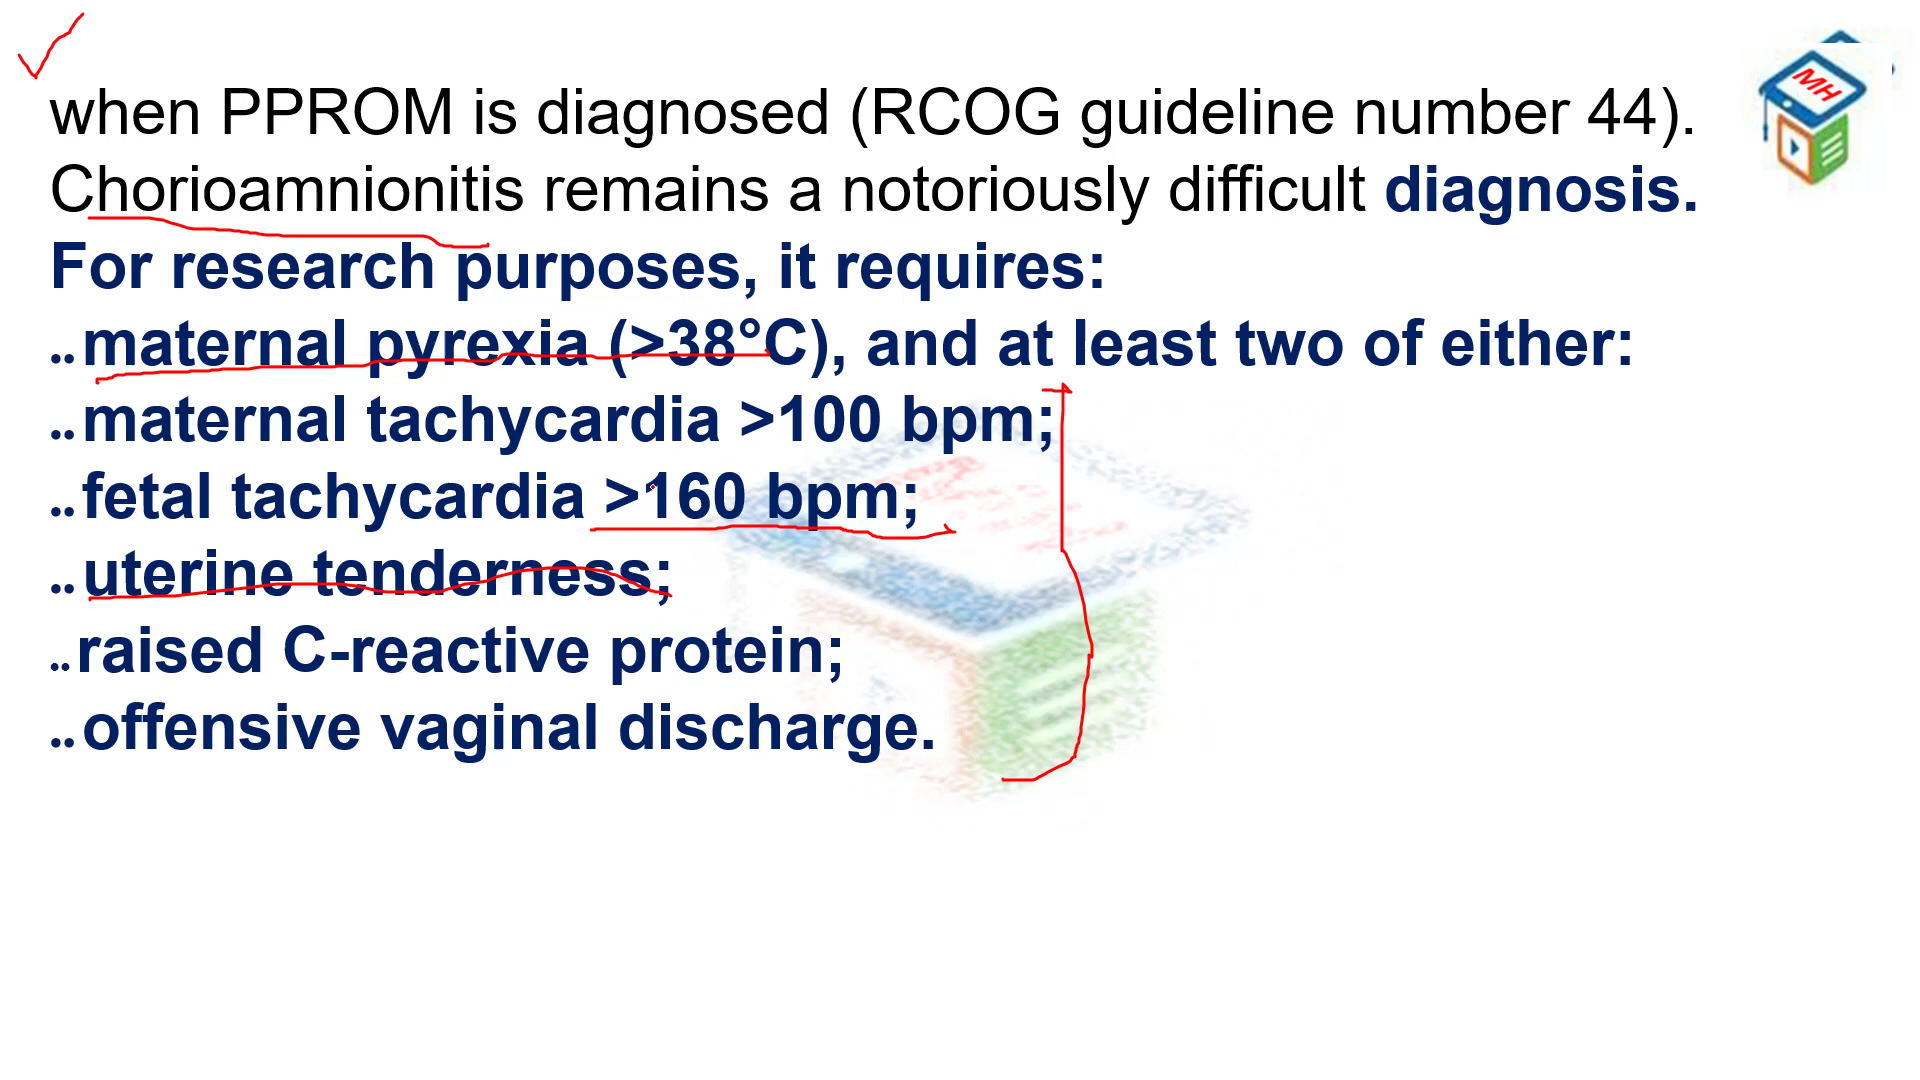 when PPROM is diagnosed (RCOG guideline number 44).
Chorioamnionitis remains a notoriously difficult diagnosis.
For research purposes, it requires:
..maternal pyrexia (>38°C), and at least two of either:
..maternal tachycardia >100 bpm;
..fetal tachycardia >160 bpm;
..uterine tenderness;
..raised C-reactive protein;
..offensive vaginal discharge.
MH